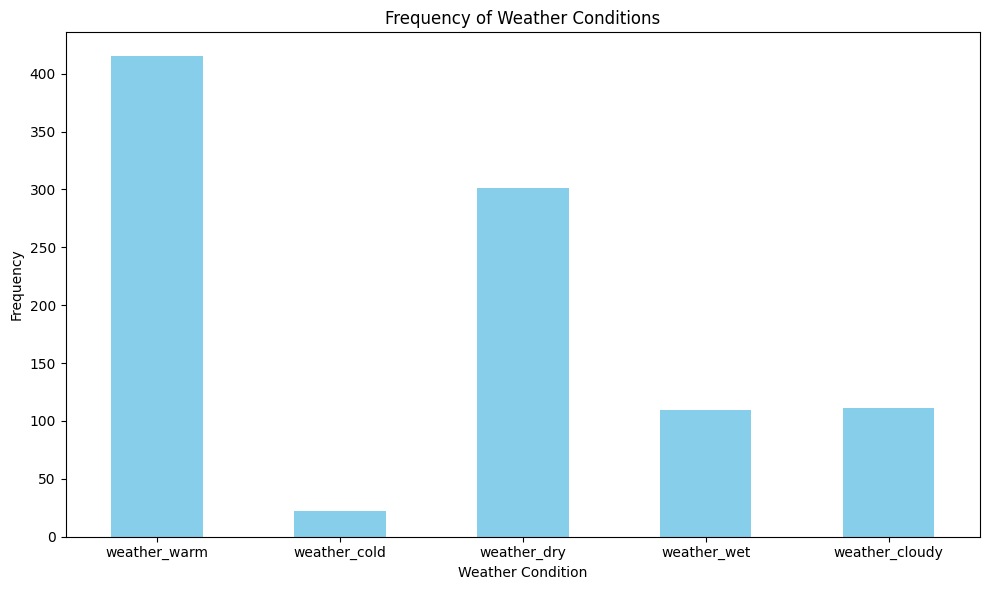 Frequency of Weather Conditions
400
350
300
250
200
150
100
50
0
Frequency
weather_warm weather_cold weather_dry weather_wet weather_cloudy
Weather Condition